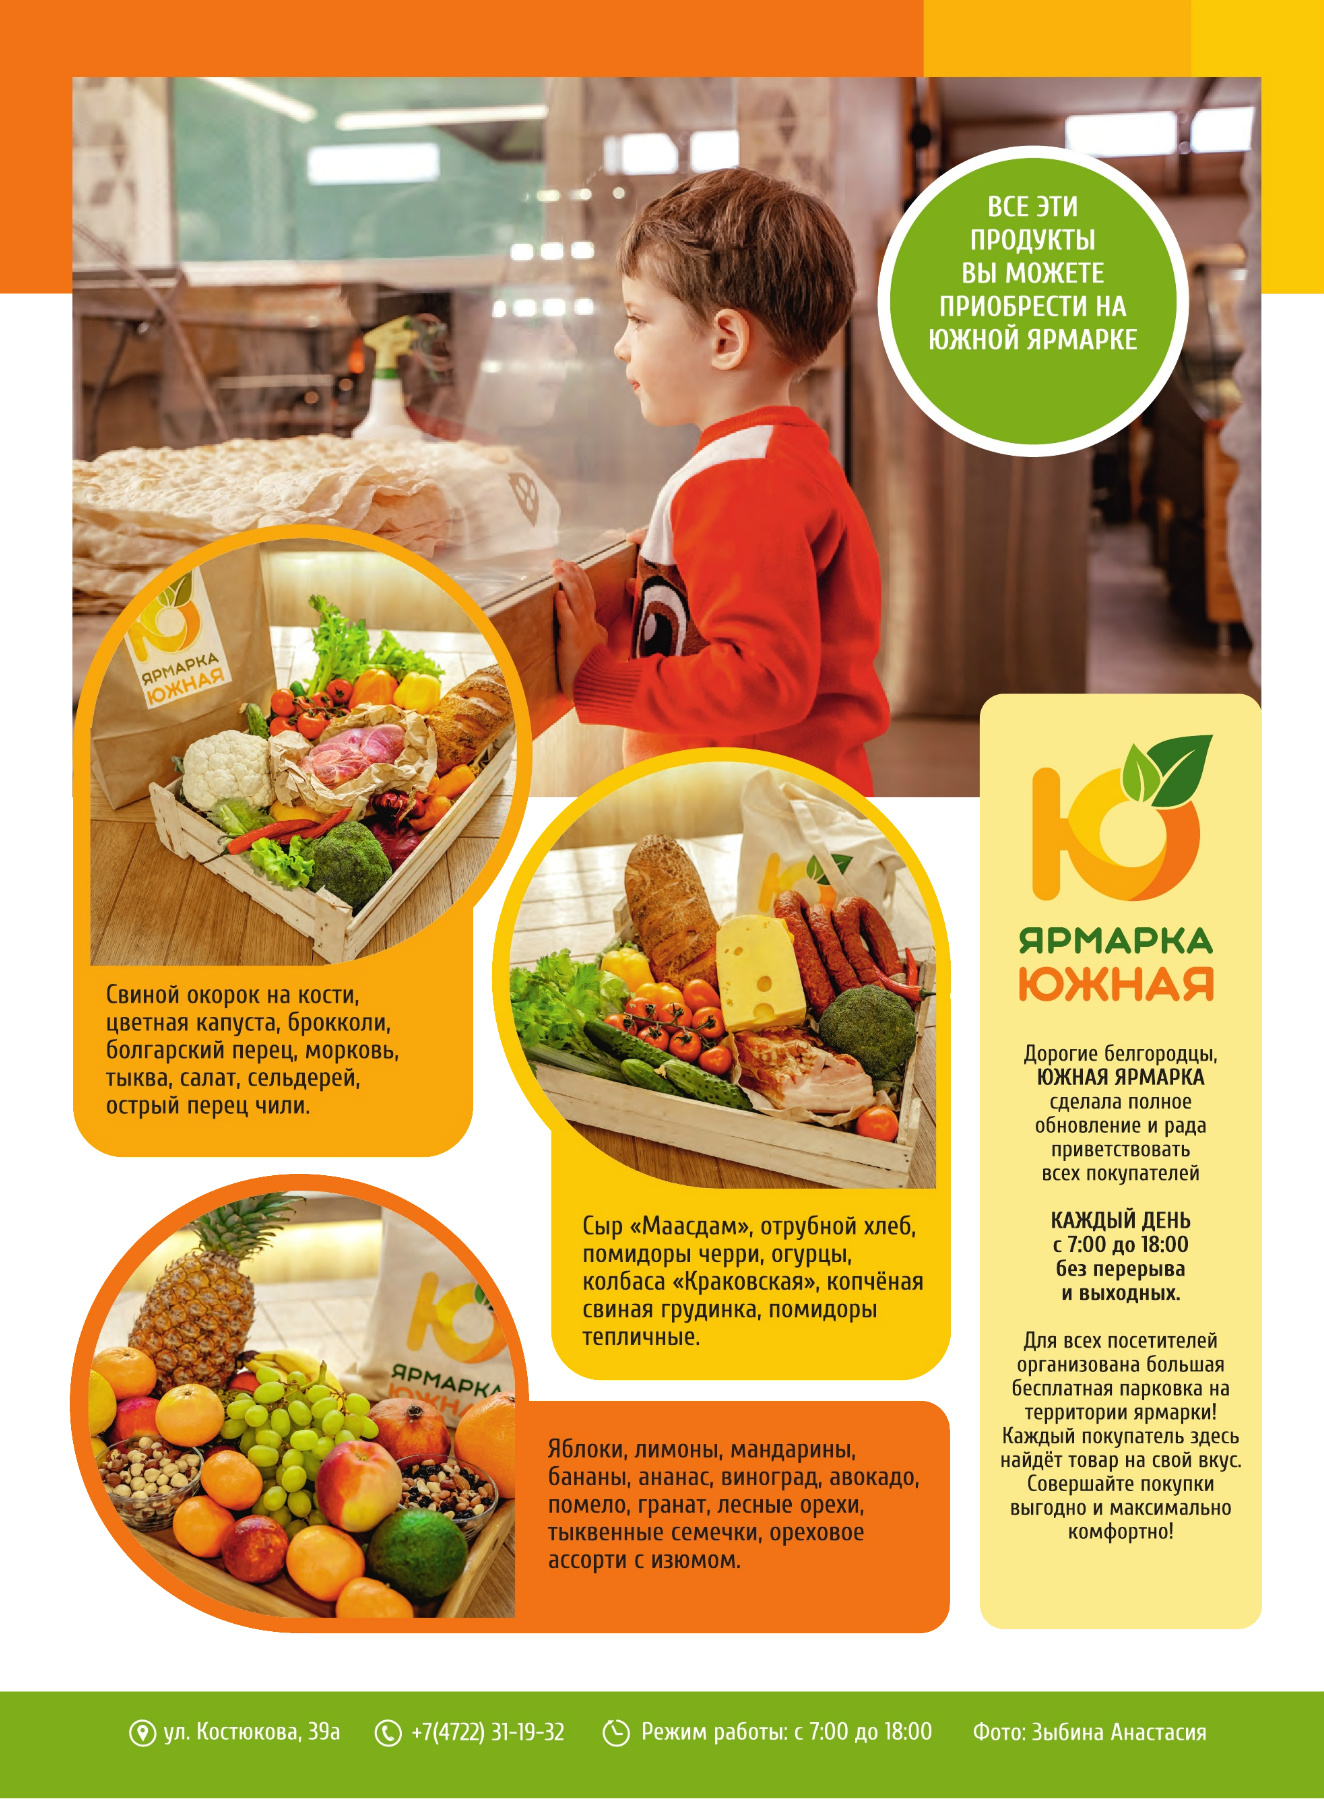 ВСЕ ЭТИ
ПРОДУКТЫ
ВЫ МОЖЕТЕ
ПРИОБРЕСТИ НА
ЮЖНОЙ ЯРМАРКЕ
Ю
ЯРМАРКА
ЮЖНАЯ
Свиной окорок на кости,
цветная капуста, брокколи,
болгарский перец, морковь,
тыква, салат, сельдерей,
острый перец чили.
Сыр «Маасдам», отрубной хлеб,
помидоры черри, огурцы,
колбаса «Краковская», копчёная
свиная грудинка, помидоры
тепличные.
Ю
ЯРМАРКА
ЮЖНА
Яблоки, лимоны, мандарины,
бананы, ананас, виноград, авокадо,
помело, гранат, лесные орехи,
тыквенные семечки, ореховое
ассорти с изюмом.
Ю
ЯРМАРКА
ЮЖНАЯ
Дорогие белгородцы,
ЮЖНАЯ ЯРМАРКА
сделала полное
обновление и рада
приветствовать
всех покупателей
КАЖДЫЙ ДЕНЬ
с 7:00 до 18:00
без перерыва
и выходных.
Для всех посетителей
организована большая
бесплатная парковка на
территории ярмарки!
Каждый покупатель здесь
найдёт товар на свой вкус.
Совершайте покупки
выгодно и максимально
комфортно!
ул. Костюкова, 39а +7(4722) 31-19-32 Режим работы: с 7:00 до 18:00 Фото: Зыбина Анастасия